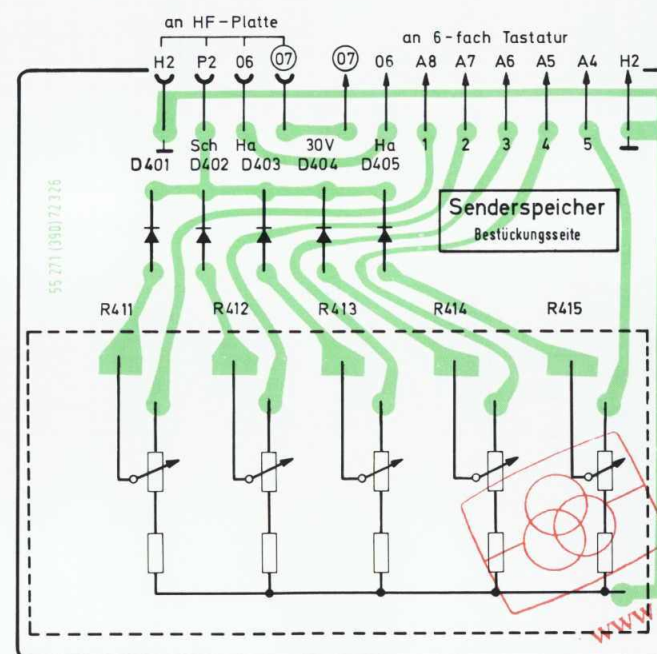 an HF-Platte
an 6-fach Tastatur
H2 P2 06 07 07 06 A8 A7 A6 A5 A4 H2
Sch Ha 30V Ha 1 2 3 4 5
D401 D402 D403 D404 D405
55 271 (390) 72 326
Senderspeicher
Bestückungsseite
R411 R412 R413 R414 R415
www